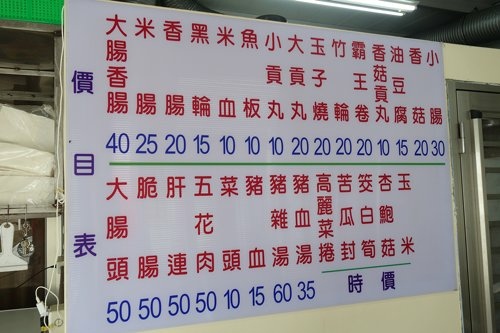 價目表
大腸香腸 40
米腸 25
香腸 20
黑輪 15
米血 10
魚板 10
小貢丸 10
大貢丸 20
玉子燒 20
竹輪 20
霸王卷 20
香菇貢丸 10
油豆腐 15
香菇 20
小腸 30
大腸頭 50
脆腸 50
肝連 50
五花肉 50
菜頭 10
豬血 15
豬雜湯 60
豬血湯 35
高麗菜捲
苦瓜封
筊白筍
杏鮑菇
玉米
時價